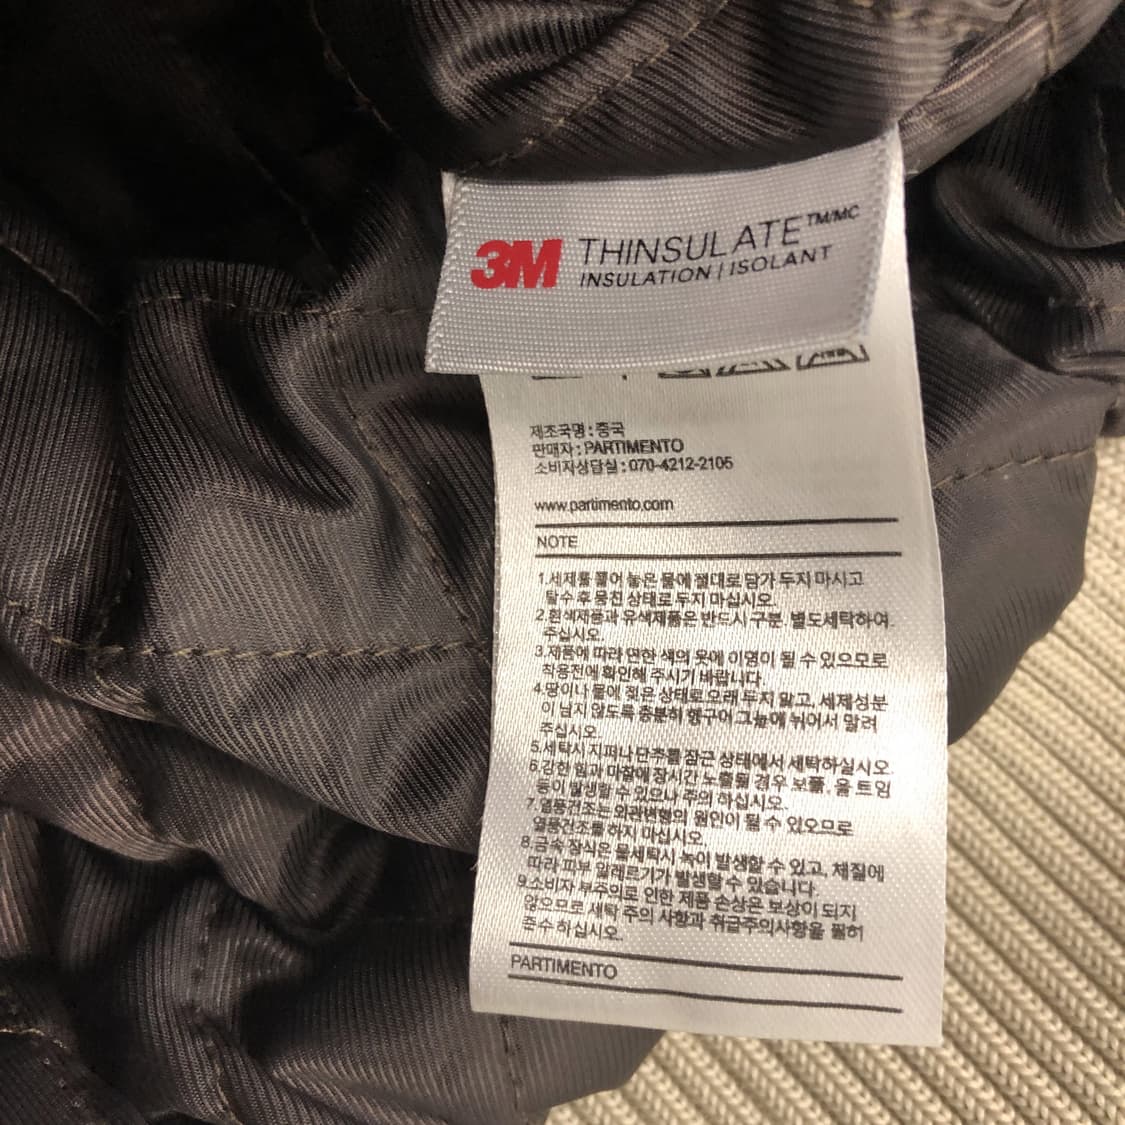 3M THINSULATE™/MC
INSULATION | ISOLANT
제조국명 : 중국
판매자 : PARTIMENTO
소비자상담실 : 070-4212-2105
www.partimento.com
NOTE
1.세제를 풀어 놓은 물에 절대로 담가 두지 마시고
탈수 후 뭉친 상태로 두지 마십시오.
2.흰색제품과 유색제품은 반드시 구분, 별도세탁하여
주십시오.
3.제품에 따라 연한 색의 옷에 이염이 될 수 있으므로
착용전에 확인해 주시기 바랍니다.
4.땀이나 물에 젖은 상태로 오래 두지 말고, 세제성분
이 남지 않도록 충분히 헹구어 그늘에 뉘어서 말려
주십시오
5.세탁시 지퍼나 단추를 잠근 상태에서 세탁하실시오.
6.강한 힘과 마찰에 장시간 노출될 경우 보풀, 올 트임
등이 발생할 수 있으니 주의 하십시오.
7.열풍건조는 외관변형의 원인이 될 수 있으므로
열풍건조를 하지 마십시오.
8.금속 장식은 물세탁시 녹이 발생할 수 있고, 체질에
따라 피부 알레르기가 발생할 수 있습니다.
9.소비자 부주의로 인한 제품 손상은 보상이 되지
않으므로 세탁 주의 사항과 취급주의사항을 필히
준수 하십시오.
PARTIMENTO